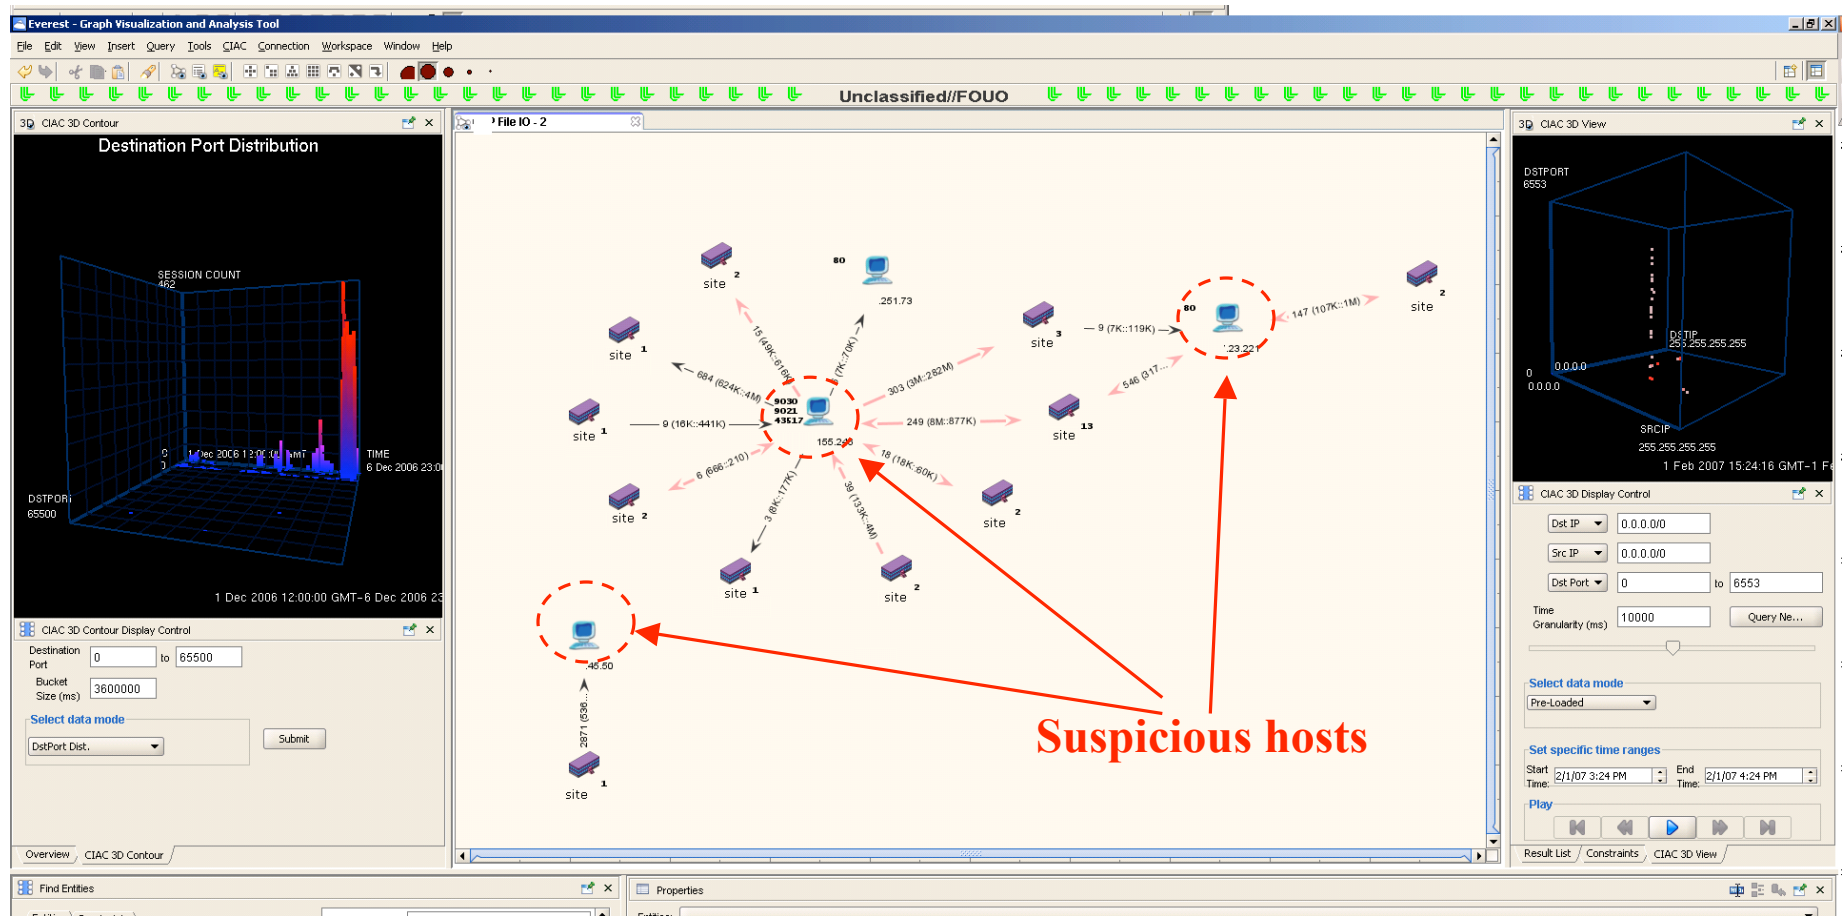 Everest - Graph Visualization and Analysis Tool
File Edit View Insert Query Tools CIAC Connection Workspace Window Help
Unclassified//FOUO
3D CIAC 3D Contour
Destination Port Distribution
SESSION COUNT
462
TIME
6 Dec 2006 23:0
DSTPORT
65500
1 Dec 2006 12:00:00 GMT-6 Dec 2006 23
CIAC 3D Contour Display Control
Destination Port
0 to 65500
Bucket Size (ms)
3600000
Select data mode
DstPort Dist.
Submit
Overview
CIAC 3D Contour
File IO - 2
site 2
80
.251.73
site 1
15 (49K::616K)
(7K::70K)
684 (624K::4M)
site 3
9 (7K::119K)
80
.23.221
147 (107K::1M)
site 2
303 (3M::282M)
546 (317...
site 1
9 (16K::441K)
9030
9021
43517
155.245
249 (8M::877K)
site 13
6 (666::210)
site 2
3 (8K::177K)
39 (133K::4M)
18 (18K::60K)
site 2
site 1
site 2
.45.50
2871 (536...
site 1
Suspicious hosts
3D CIAC 3D View
DSTPORT
6553
DSTIP
255.255.255.255
0
0.0.0.0
0.0.0.0
SRCIP
255.255.255.255
1 Feb 2007 15:24:16 GMT-1 Fe
CIAC 3D Display Control
Dst IP
0.0.0.0/0
Src IP
0.0.0.0/0
Dst Port
0 to 6553
Time Granularity (ms)
10000
Query Ne...
Select data mode
Pre-Loaded
Set specific time ranges
Start Time: 2/1/07 3:24 PM
End Time: 2/1/07 4:24 PM
Play
Result List
Constraints
CIAC 3D View
Find Entities
Properties